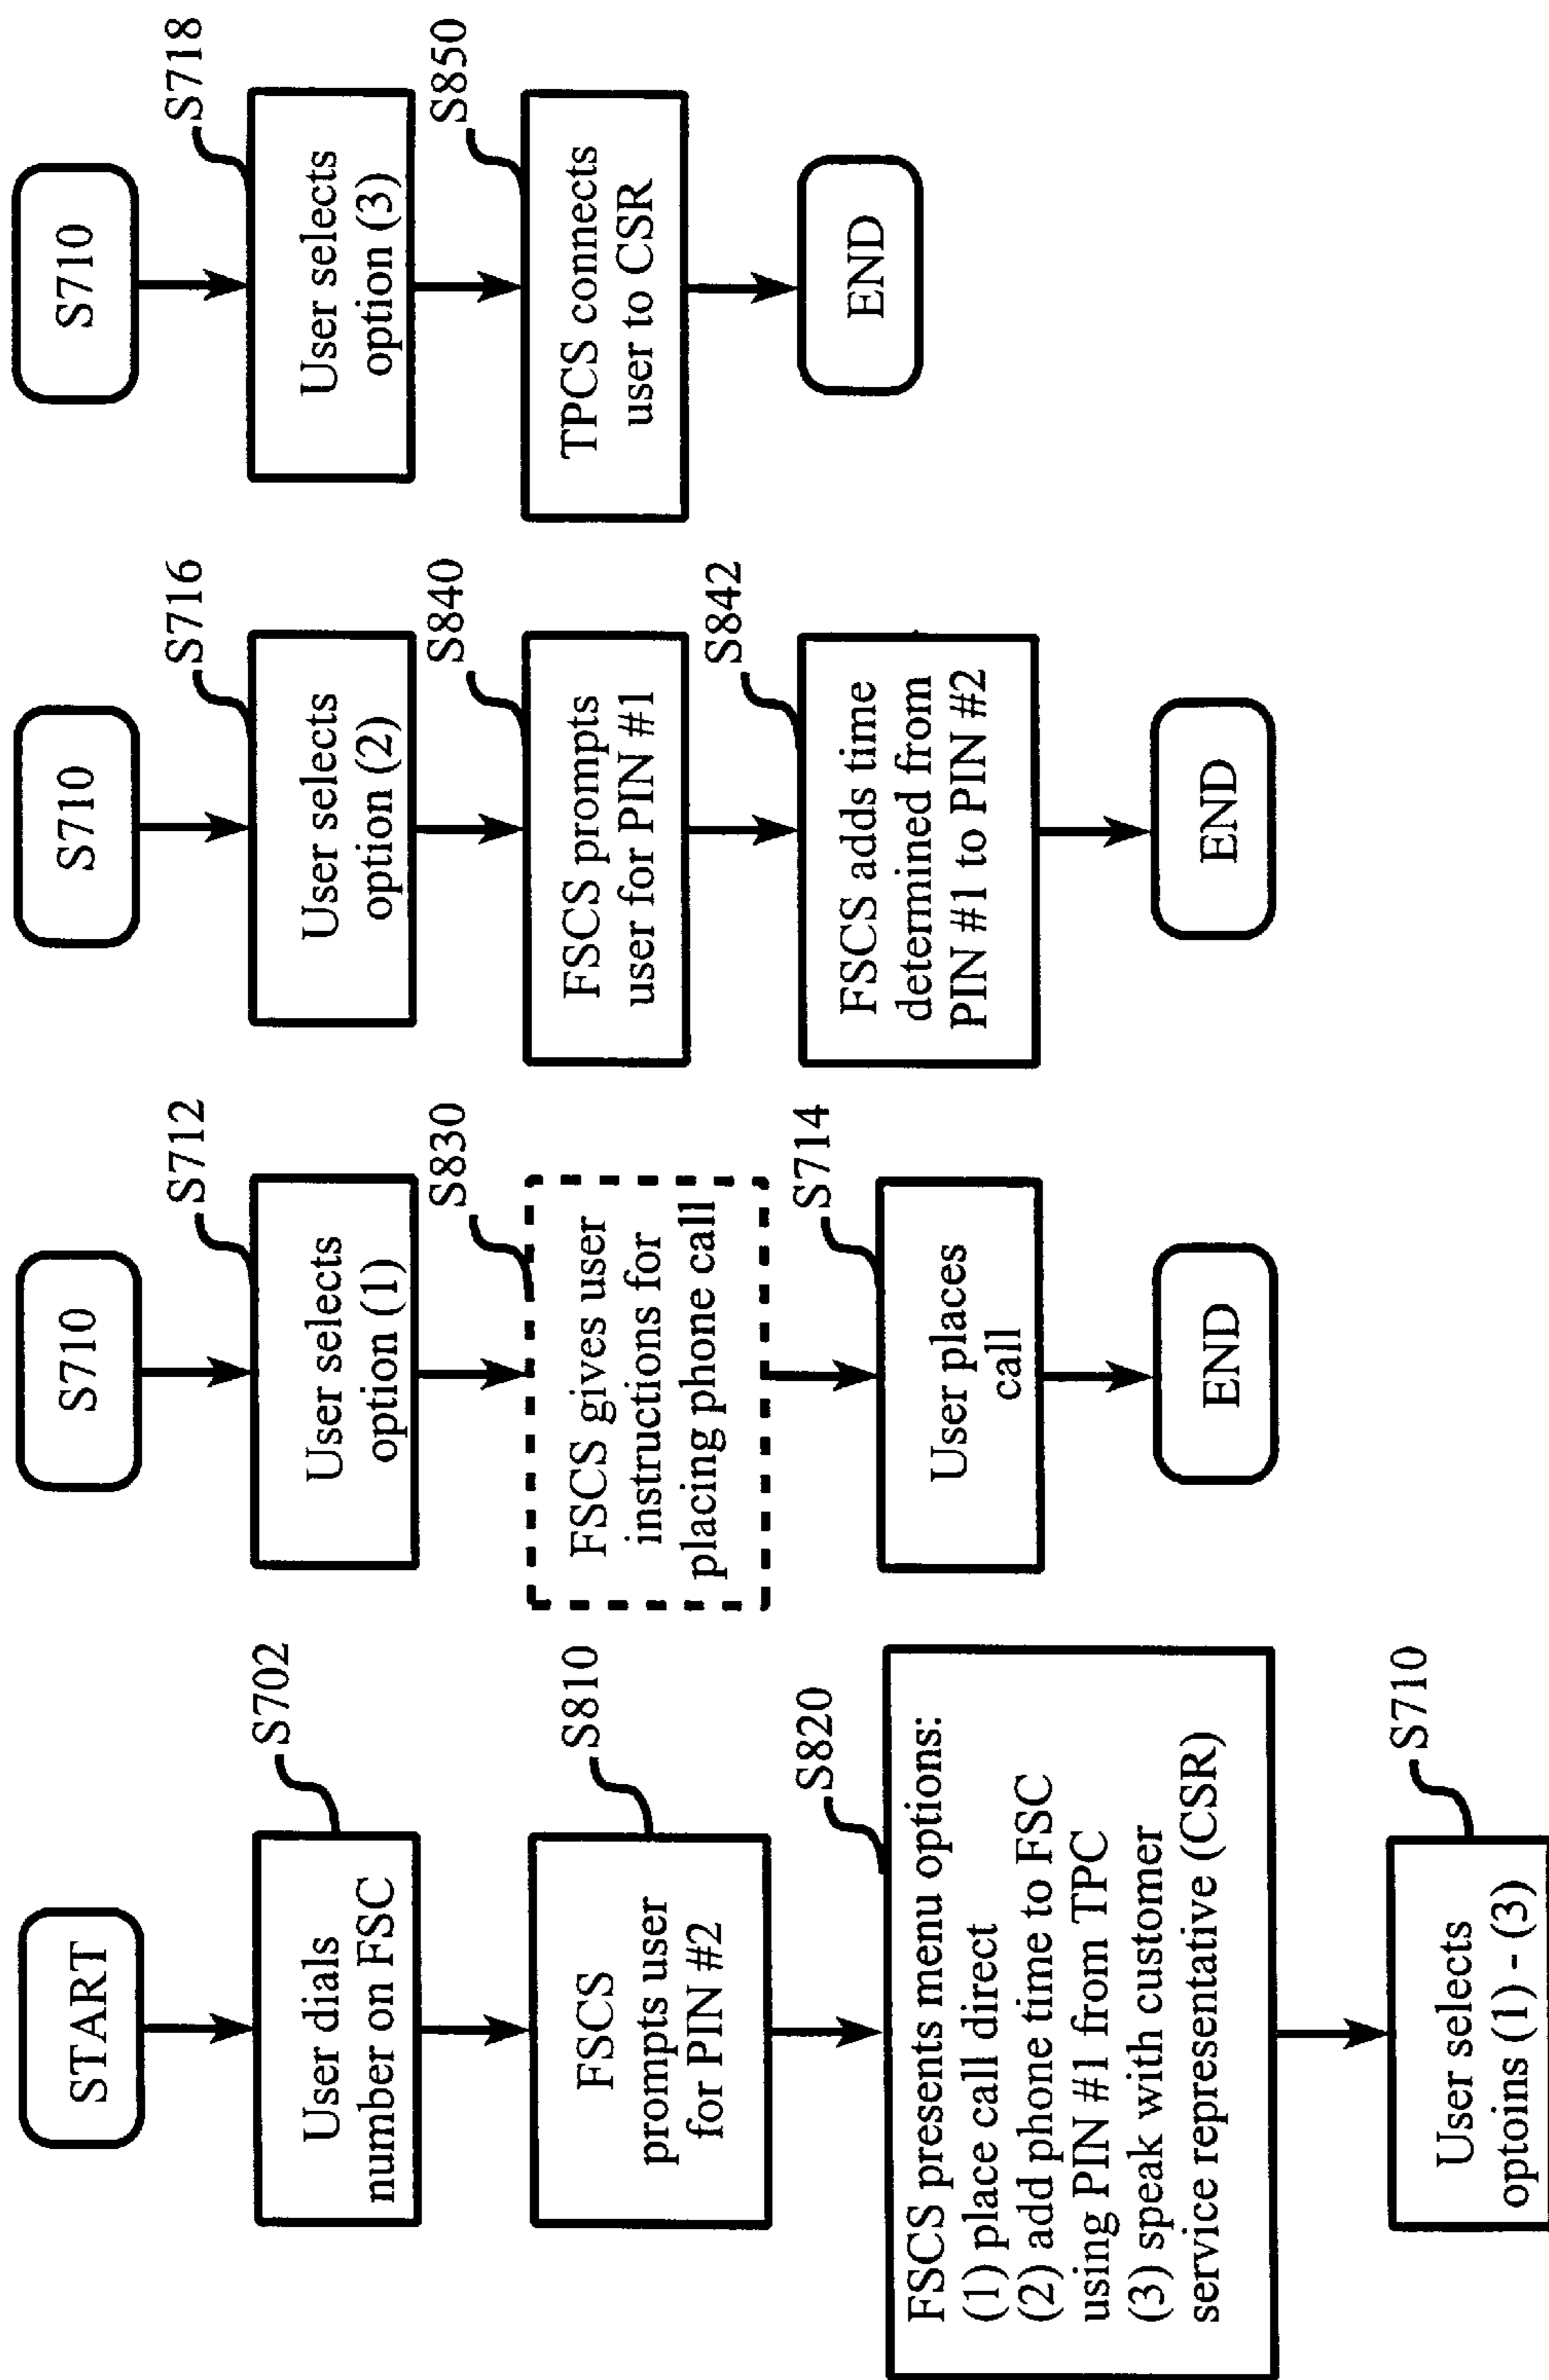 START
S702
User dials
number on FSC
S810
FSCS
prompts user
for PIN #2
S820
FSCS presents menu options:
(1) place call direct
(2) add phone time to FSC
using PIN #1 from TPC
(3) speak with customer
service representative (CSR)
S710
User selects
optoins (1) - (3)
S710
S712
User selects
option (1)
S830
FSCS gives user
instructions for
placing phone call
S714
User places
call
END
S710
S716
User selects
option (2)
S840
FSCS prompts
user for PIN #1
S842
FSCS adds time
determined from
PIN #1 to PIN #2
END
S710
S718
User selects
option (3)
S850
TPCS connects
user to CSR
END